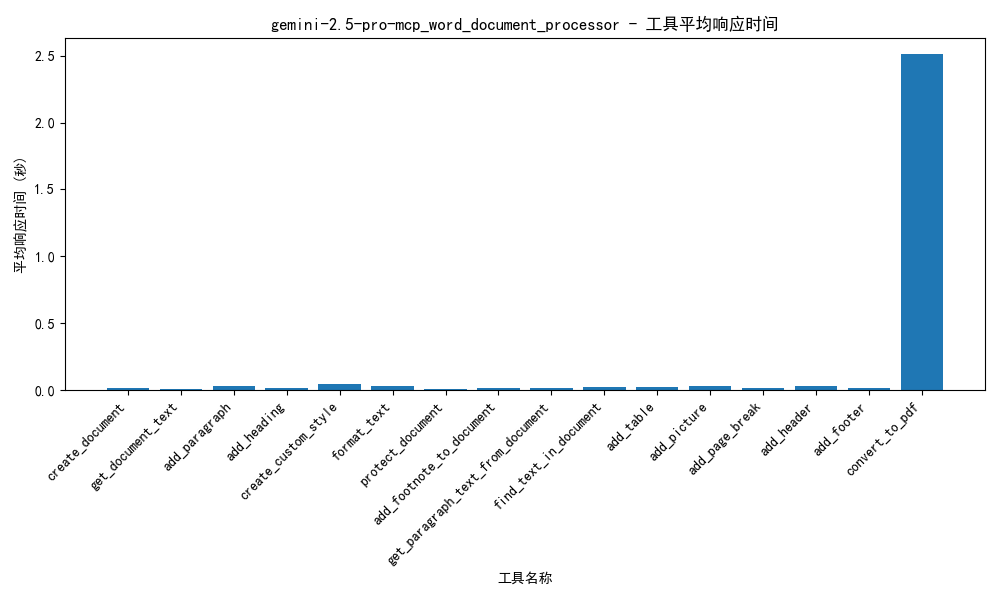 gemini-2.5-pro-mcp_word_document_processor - 工具平均响应时间
平均响应时间 (秒)
2.5
2.0
1.5
1.0
0.5
0.0
create_document
get_document_text
add_paragraph
add_heading
create_custom_style
format_text
protect_document
add_footnote_to_document
get_paragraph_text_from_document
find_text_in_document
add_table
add_picture
add_page_break
add_header
add_footer
convert_to_pdf
工具名称